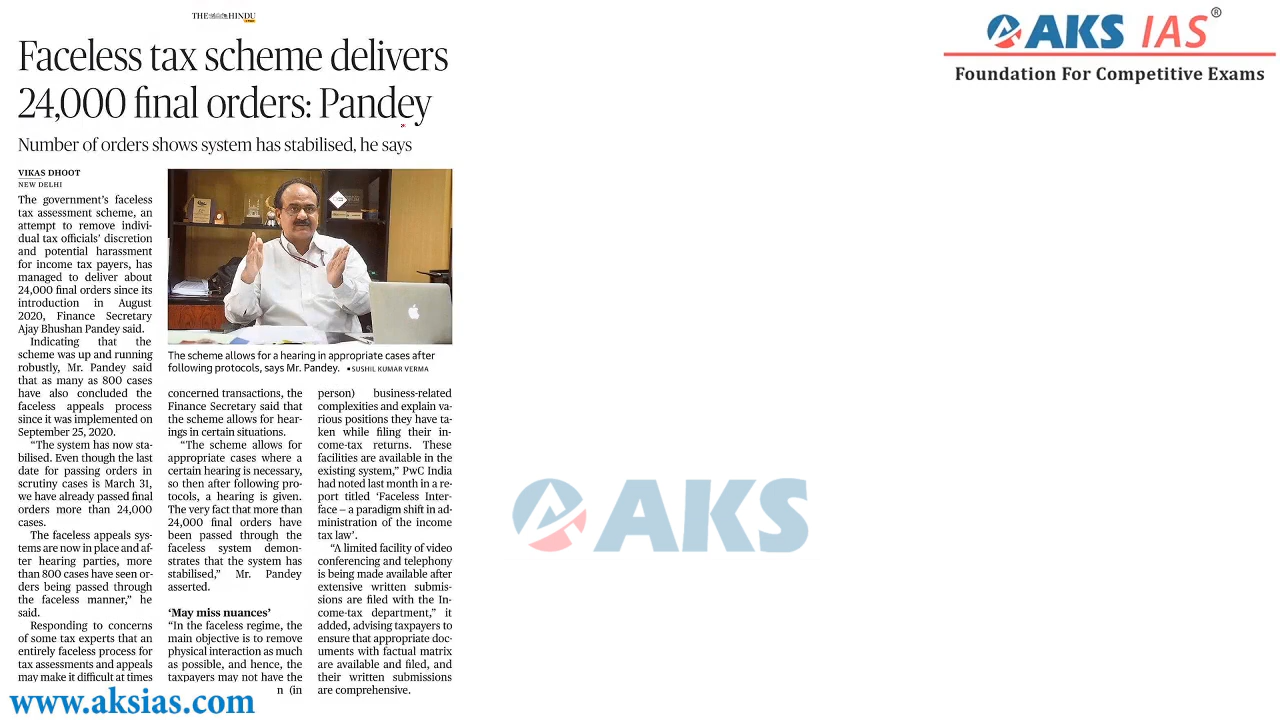 THE HINDU
Faceless tax scheme delivers
24,000 final orders: Pandey
Number of orders shows system has stabilised, he says
VIKAS DHOOT
NEW DELHI
The government's faceless
tax assessment scheme, an
attempt to remove indivi-
dual tax officials' discretion
and potential harassment
for income tax payers, has
managed to deliver about
24,000 final orders since its
introduction in August
2020, Finance Secretary
Ajay Bhushan Pandey said.
Indicating that the
scheme was up and running
robustly, Mr. Pandey said
that as many as 800 cases
have also concluded the
faceless appeals process
since it was implemented on
September 25, 2020.
"The system has now sta-
bilised. Even though the last
date for passing orders in
scrutiny cases is March 31,
we have already passed final
orders more than 24,000
cases.
The faceless appeals sys-
tems are now in place and af-
ter hearing parties, more
than 800 cases have seen or-
ders being passed through
the faceless manner," he
said.
Responding to concerns
of some tax experts that an
entirely faceless process for
tax assessments and appeals
may make it difficult at times
The scheme allows for a hearing in appropriate cases after
following protocols, says Mr. Pandey. ▪ SUSHIL KUMAR VERMA
concerned transactions, the
Finance Secretary said that
the scheme allows for hear-
ings in certain situations.
"The scheme allows for
appropriate cases where a
certain hearing is necessary,
so then after following pro-
tocols, a hearing is given.
The very fact that more than
24,000 final orders have
been passed through the
faceless system demon-
strates that the system has
stabilised," Mr. Pandey
asserted.
'May miss nuances'
"In the faceless regime, the
main objective is to remove
physical interaction as much
as possible, and hence, the
taxpayers may not have the
n (in
person) business-related
complexities and explain va-
rious positions they have ta-
ken while filing their in-
come-tax returns. These
facilities are available in the
existing system," PwC India
had noted last month in a re-
port titled 'Faceless Inter-
face – a paradigm shift in ad-
ministration of the income
tax law'.
"A limited facility of video
conferencing and telephony
is being made available after
extensive written submis-
sions are filed with the In-
come-tax department," it
added, advising taxpayers to
ensure that appropriate doc-
uments with factual matrix
are available and filed, and
their written submissions
are comprehensive.
AKS IAS®
Foundation For Competitive Exams
AKS
www.aksias.com